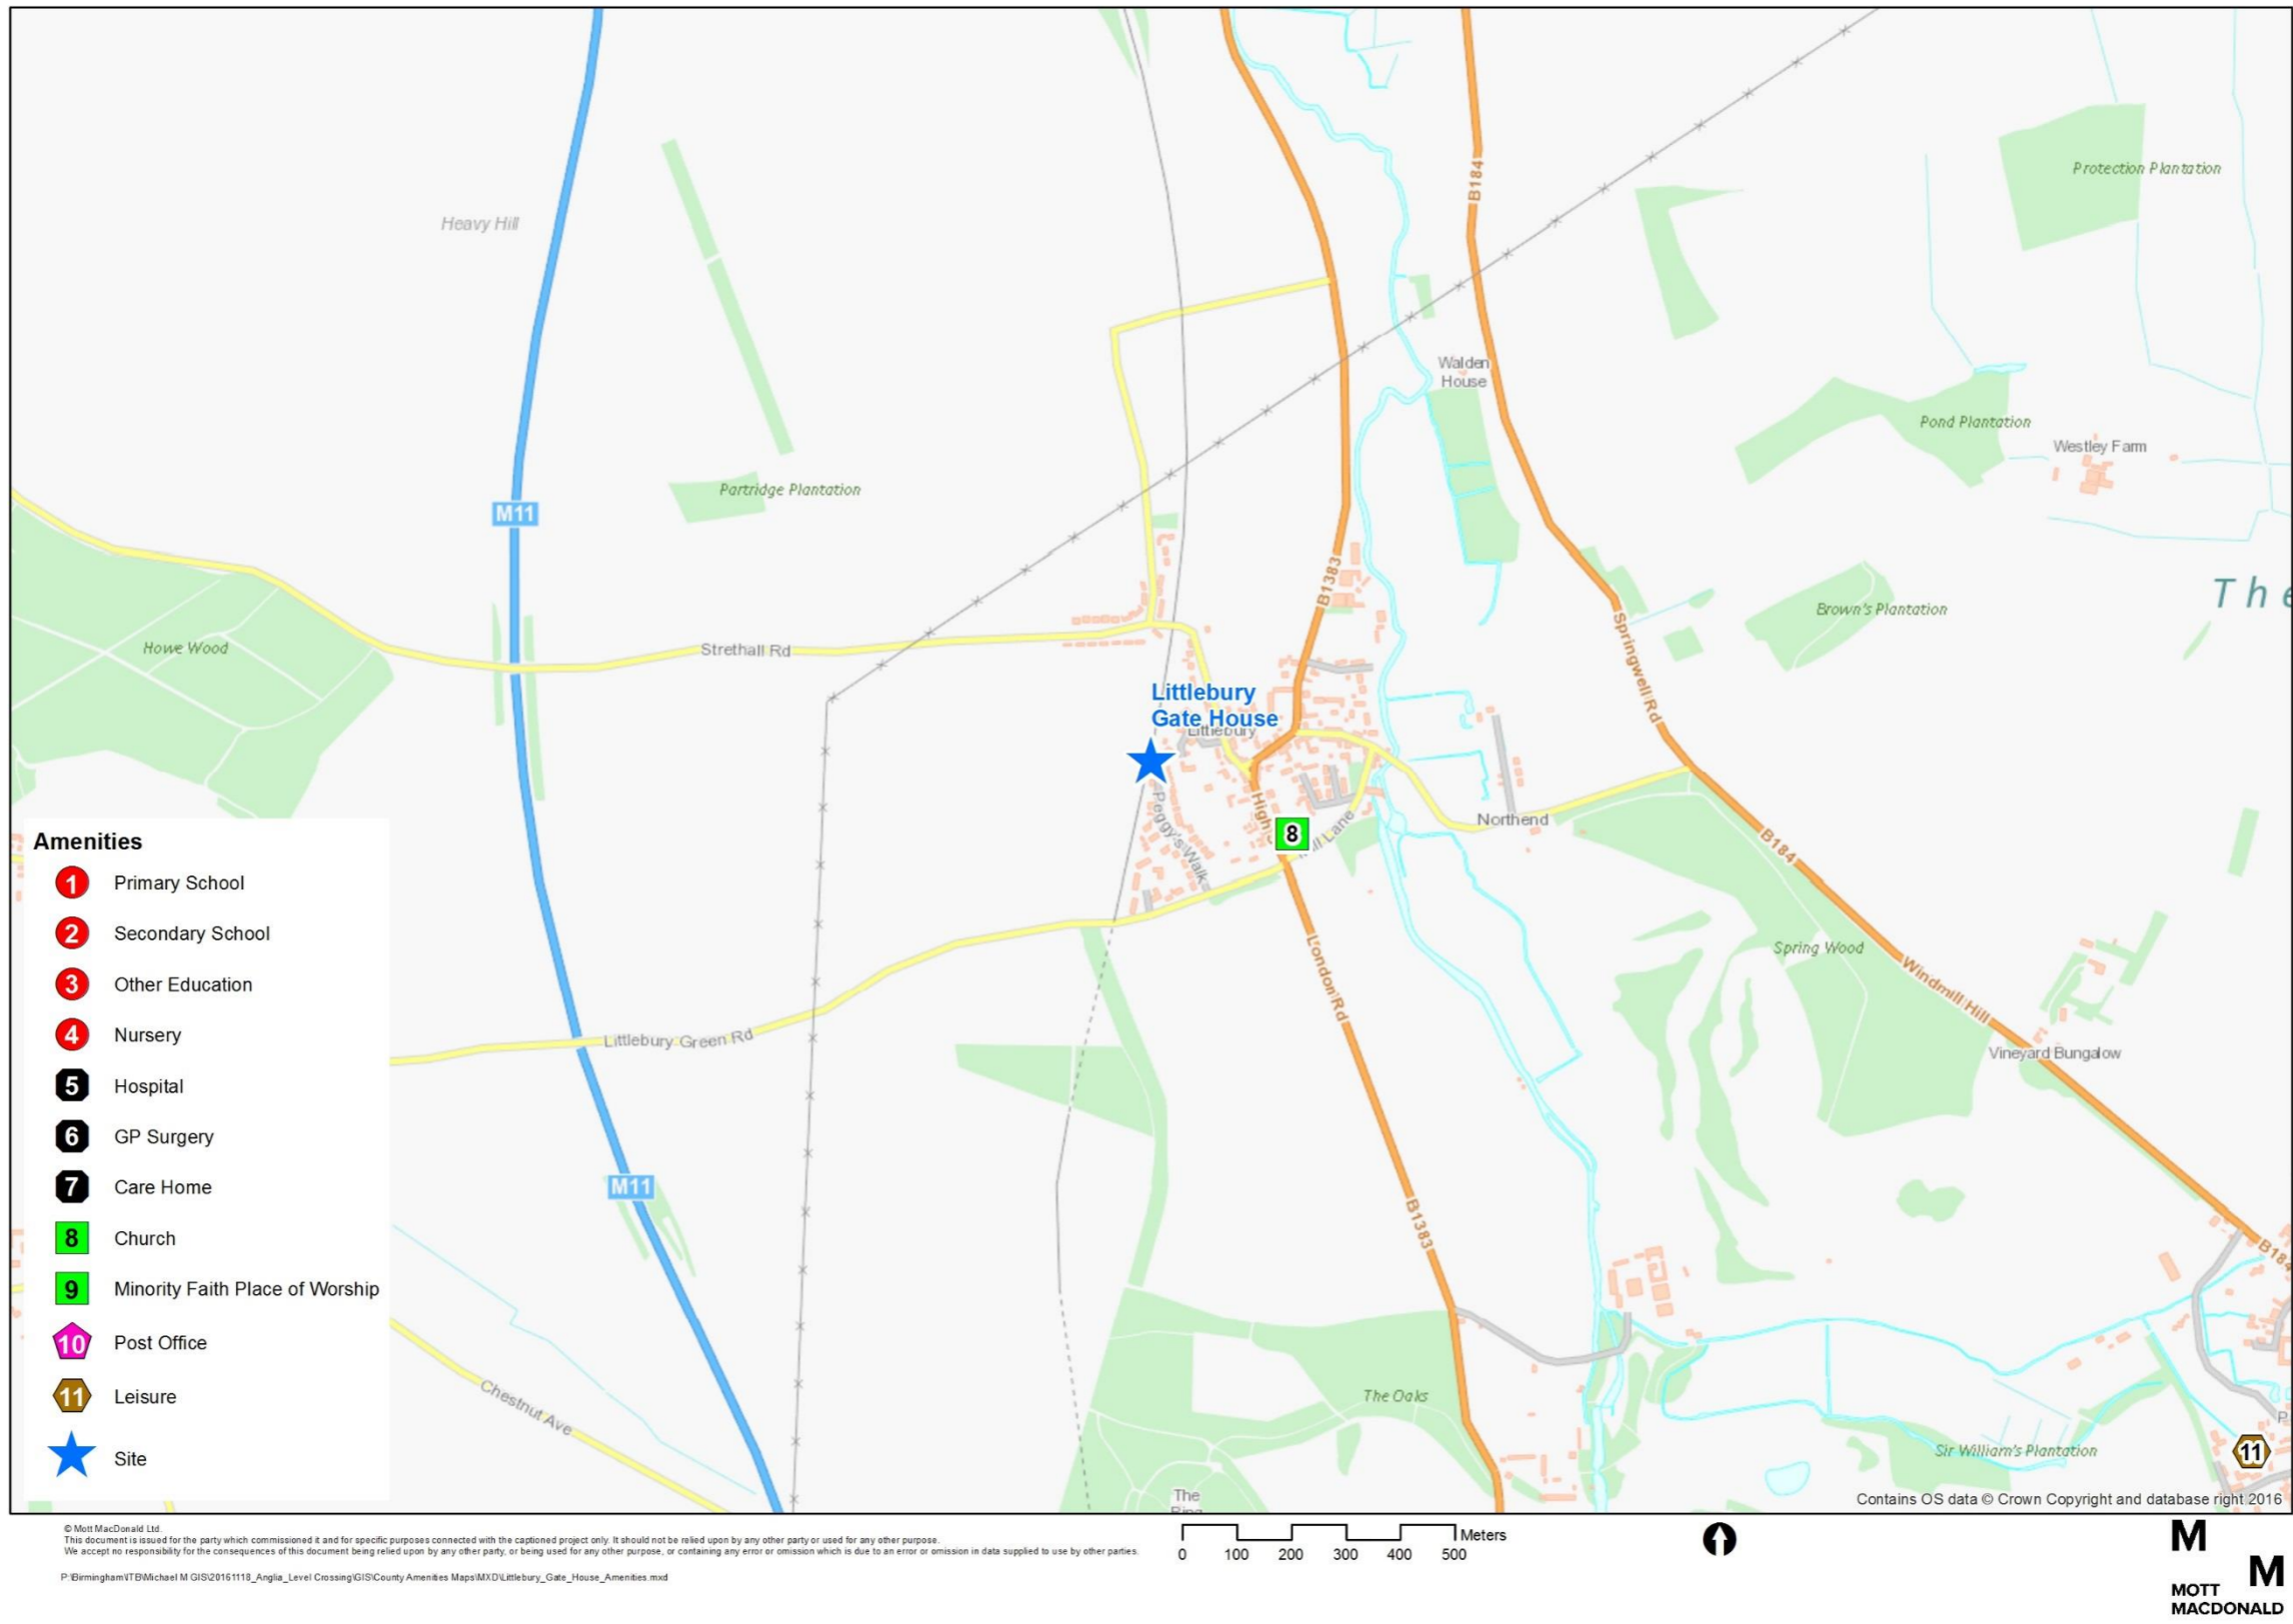 Heavy Hill
B184
Protection Plantation
Walden
House
Pond Plantation
Westley Farm
Partridge Plantation
M11
B1383
Brown's Plantation
The
Howe Wood
Strethall Rd
Springwell Rd
Littlebury
Gate House
Littlebury
Peggy's Walk
High
8
Mill Lane
Northend
B184
Amenities
1 Primary School
2 Secondary School
3 Other Education
4 Nursery
5 Hospital
6 GP Surgery
7 Care Home
8 Church
9 Minority Faith Place of Worship
10 Post Office
11 Leisure
Site
London Rd
Spring Wood
Windmill Hill
Littlebury Green Rd
Vineyard Bungalow
M11
B1383
B184
Chestnut Ave
The Oaks
Sir William's Plantation
11
The
Ring
Contains OS data © Crown Copyright and database right 2016
© Mott MacDonald Ltd.
This document is issued for the party which commissioned it and for specific purposes connected with the captioned project only. It should not be relied upon by any other party or used for any other purpose.
We accept no responsibility for the consequences of this document being relied upon by any other party, or being used for any other purpose, or containing any error or omission which is due to an error or omission in data supplied to use by other parties.
P:\Birmingham\ITB\Michael M GIS\20161118_Anglia_Level Crossing\GIS\County Amenities Maps\MXD\Littlebury_Gate_House_Amenities.mxd
Meters
0 100 200 300 400 500
M
M
MOTT
MACDONALD